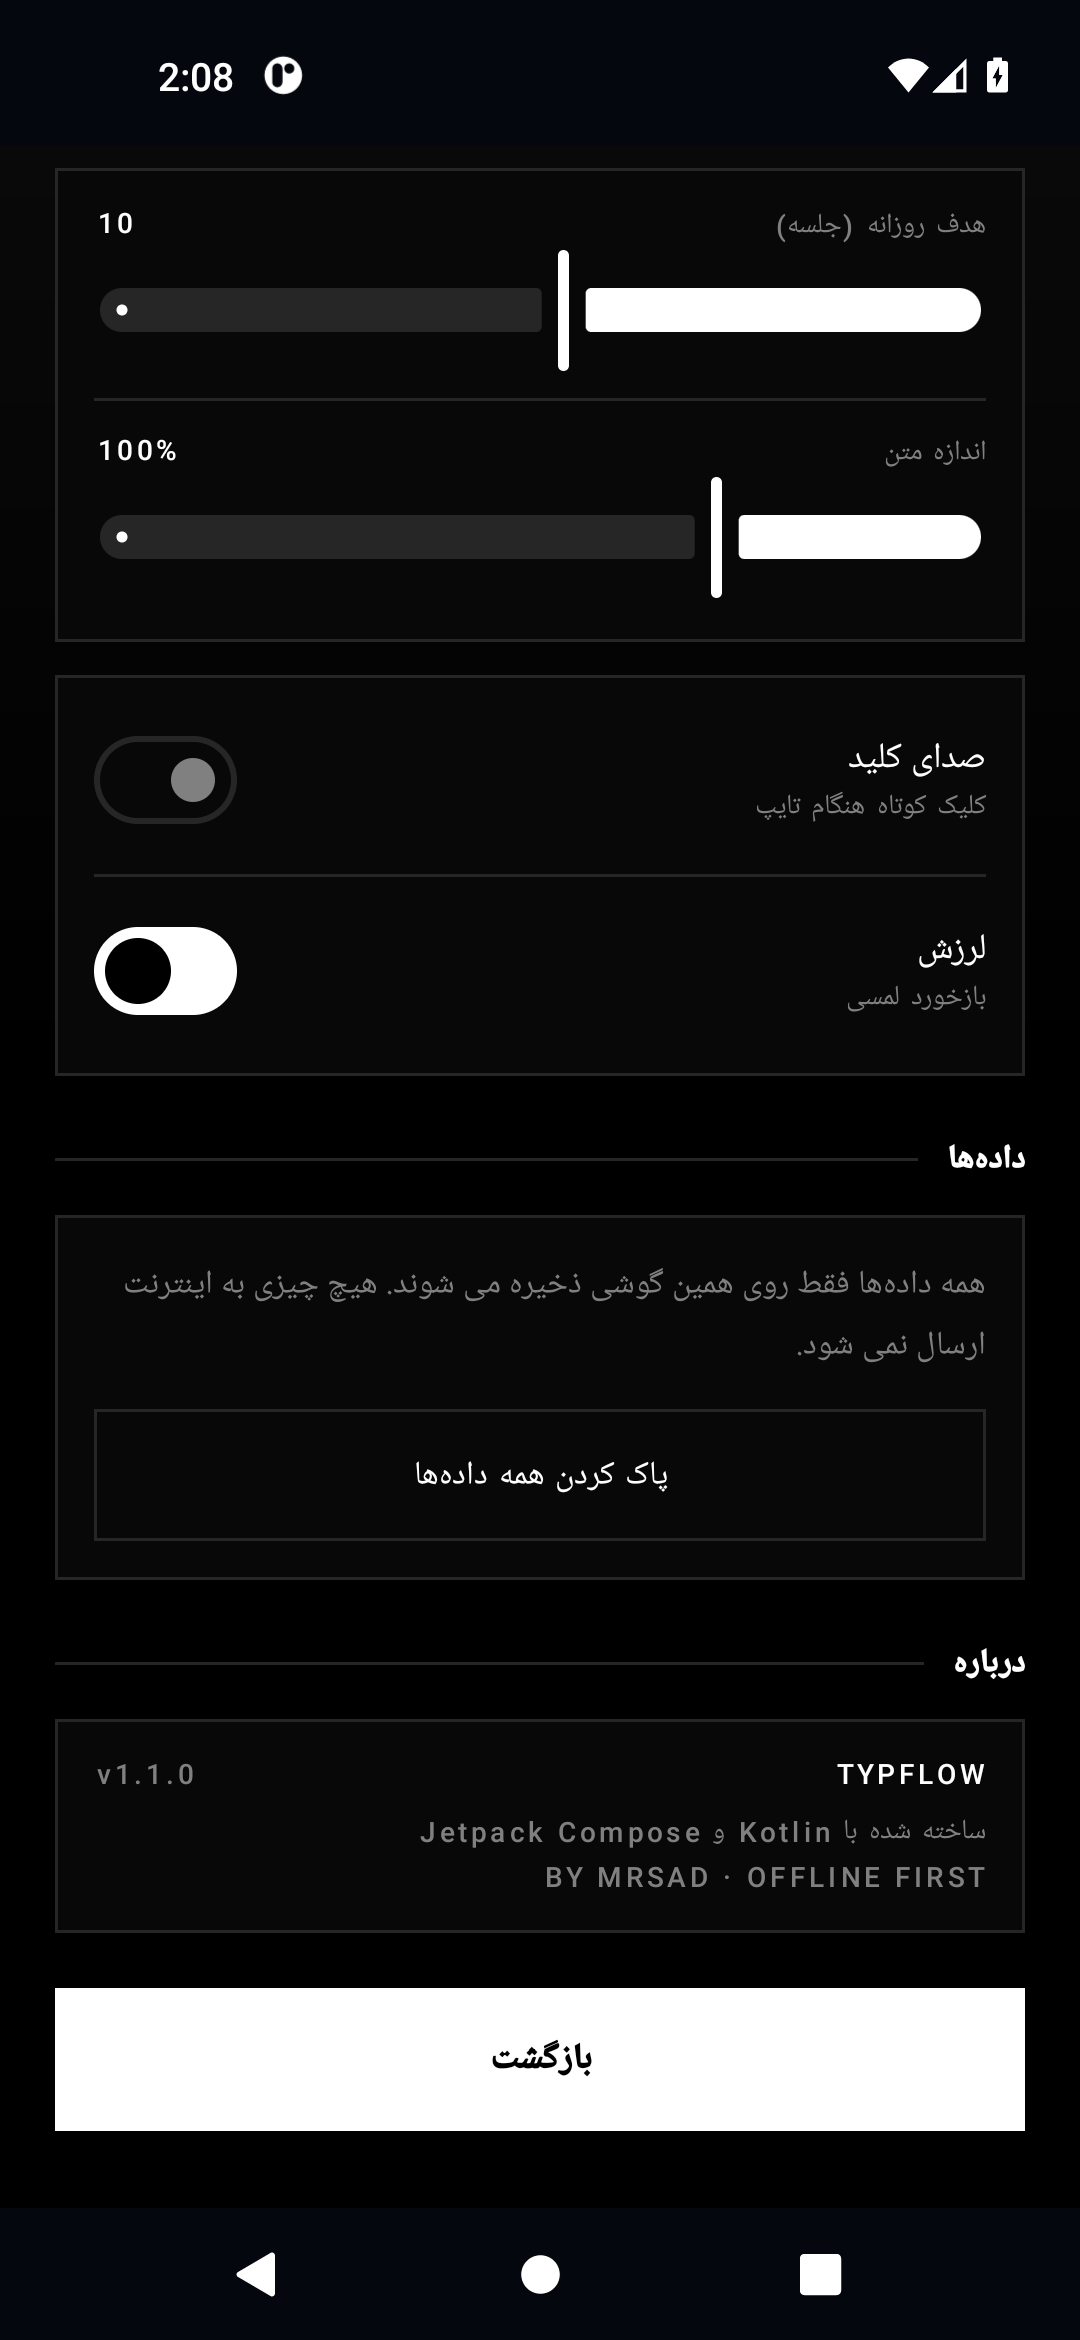 2:08
هدف روزانه (جلسه)
10
اندازه متن
100%
صدای کلید
کلیک کوتاه هنگام تایپ
لرزش
بازخورد لمسی
داده‌ها
همه داده‌ها فقط روی همین گوشی ذخیره می شوند. هیچ چیزی به اینترنت
ارسال نمی شود.
پاک کردن همه داده‌ها
درباره
TYPFLOW
v1.1.0
ساخته شده با Kotlin و Jetpack Compose
BY MRSAD · OFFLINE FIRST
بازگشت